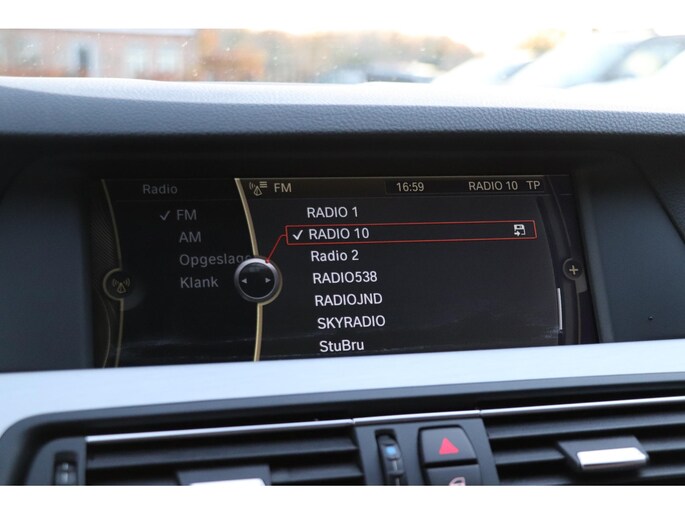 Radio
FM 16:59 RADIO 10 TP
FM
AM
Opgeslage
Klank
RADIO 1
RADIO 10
Radio 2
RADIO538
RADIOJND
SKYRADIO
StuBru